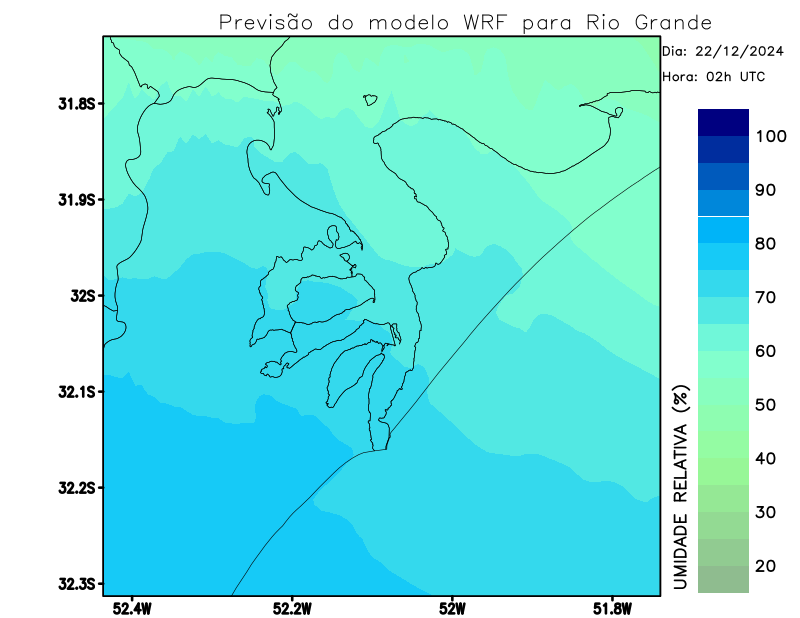 Previsão do modelo WRF para Rio Grande
Dia: 22/12/2024
Hora: 02h UTC
31.8S
31.9S
32S
32.1S
32.2S
32.3S
52.4W
52.2W
52W
51.8W
UMIDADE RELATIVA (%)
100
90
80
70
60
50
40
30
20